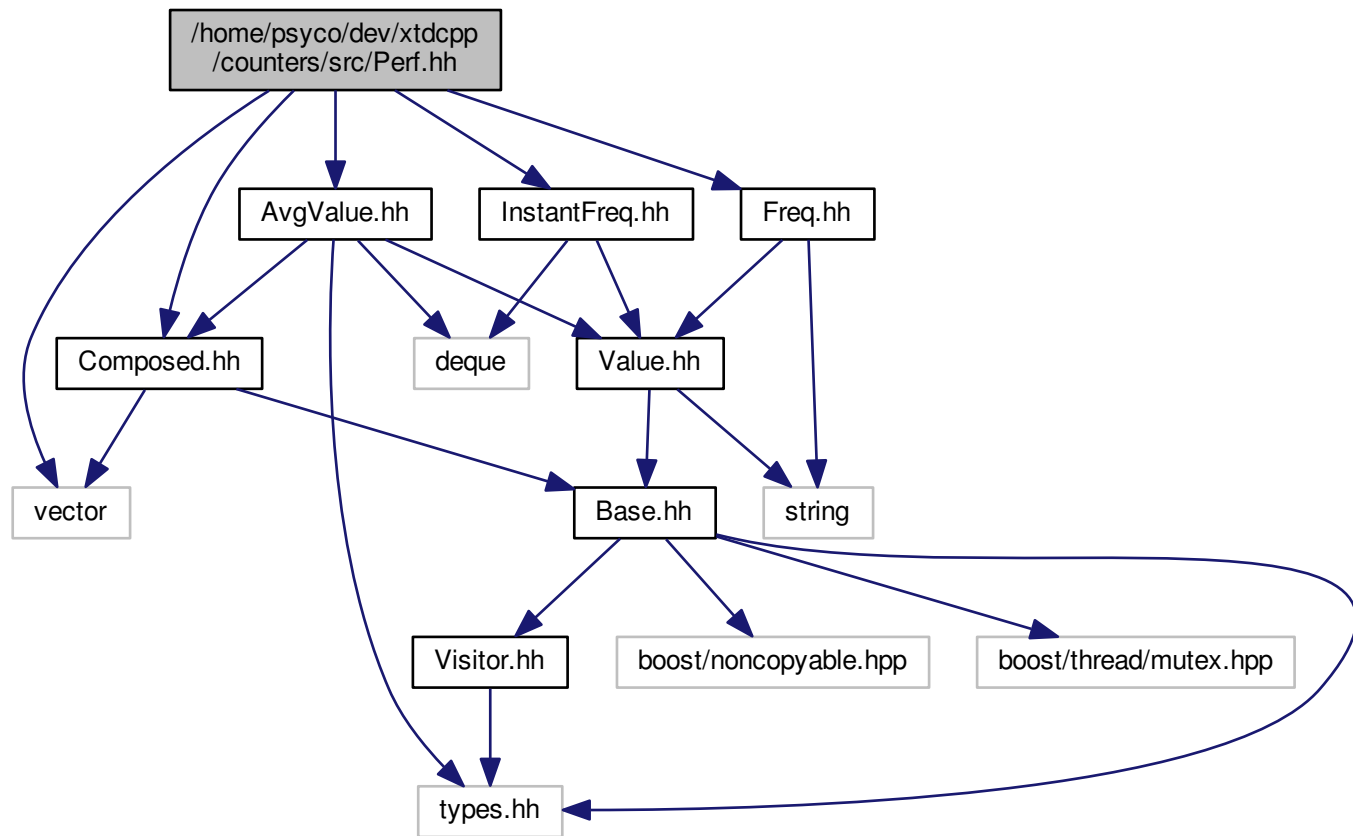 /home/psyco/dev/xtdcpp
/counters/src/Perf.hh
AvgValue.hh
InstantFreq.hh
Freq.hh
Composed.hh
deque
Value.hh
vector
Base.hh
string
Visitor.hh
boost/noncopyable.hpp
boost/thread/mutex.hpp
types.hh